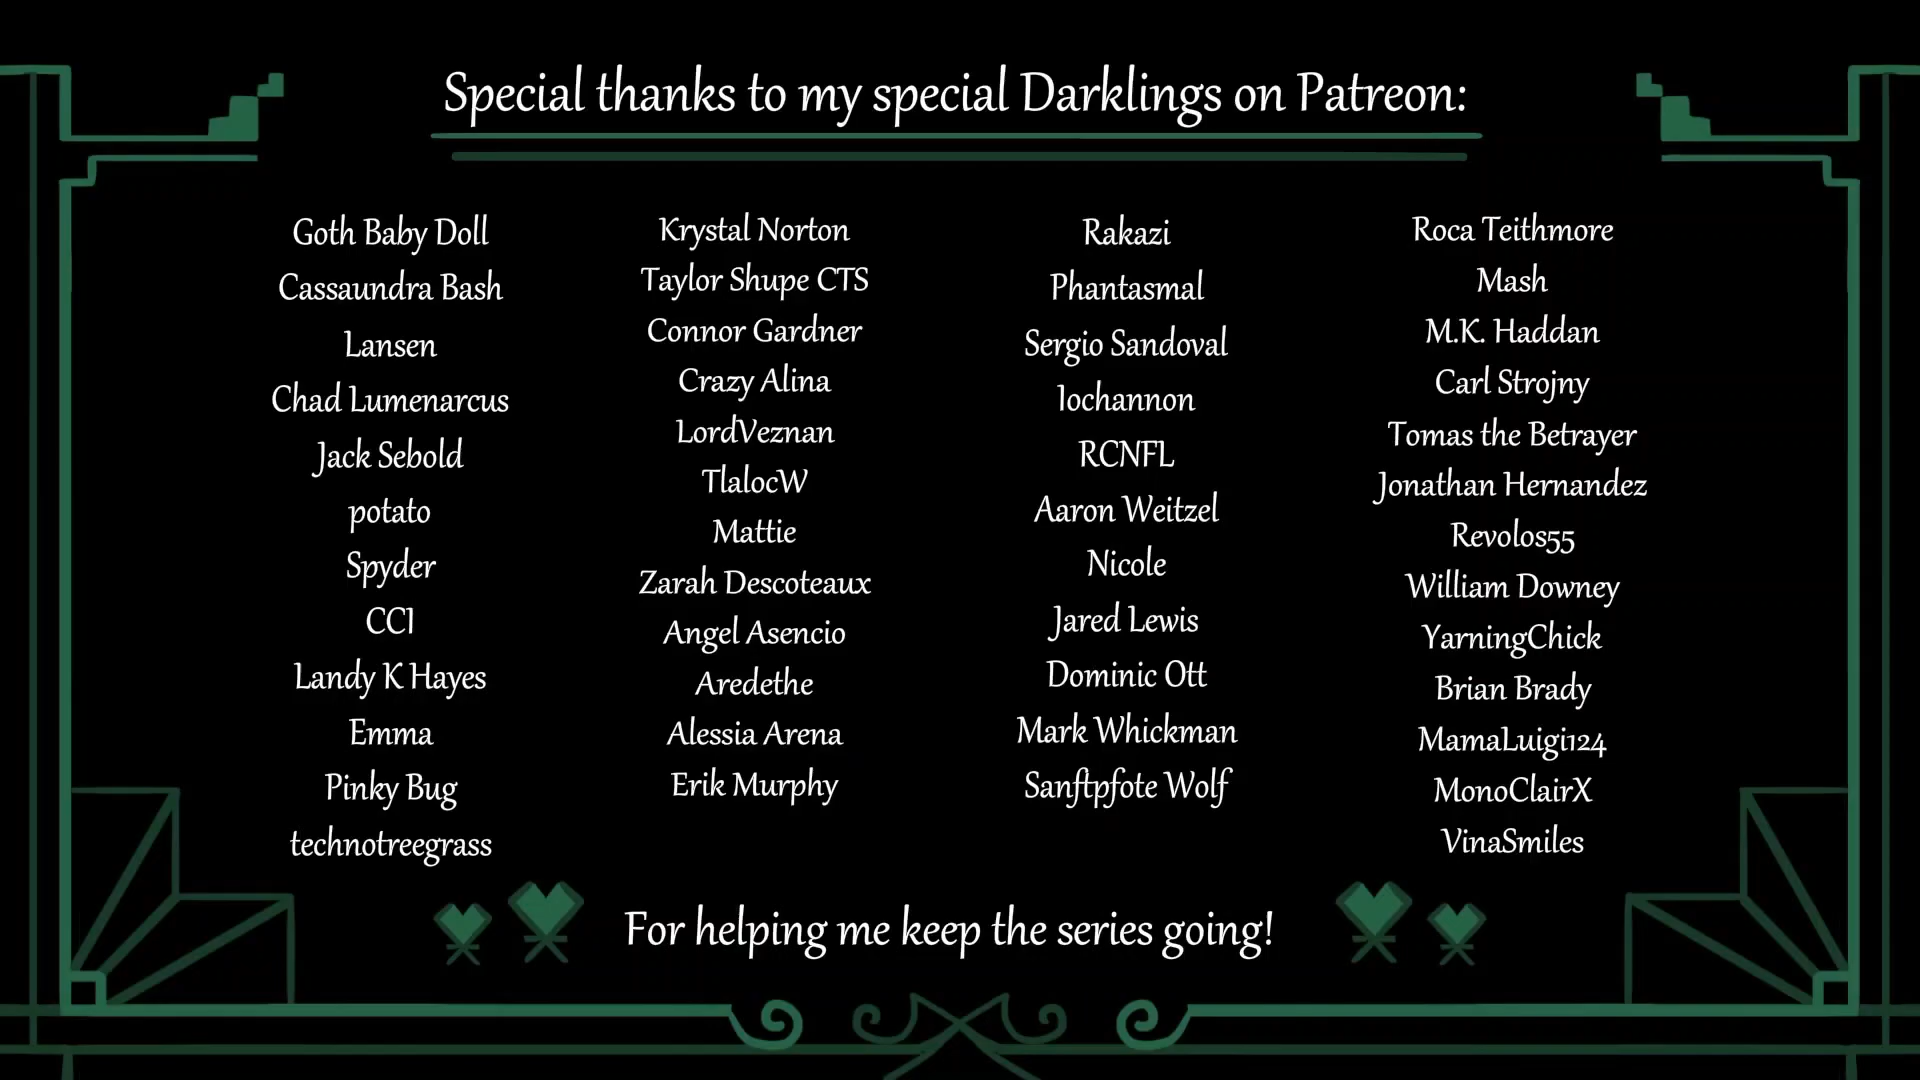 Special thanks to my special Darklings on Patreon:
Goth Baby Doll
Cassaundra Bash
Lansen
Chad Lumenarcus
Jack Sebold
potato
Spyder
CCI
Landy K Hayes
Emma
Pinky Bug
technotreegrass
Krystal Norton
Taylor Shupe CTS
Connor Gardner
Crazy Alina
LordVeznan
TlalocW
Mattie
Zarah Descoteaux
Angel Asencio
Aredethe
Alessia Arena
Erik Murphy
Rakazi
Phantasmal
Sergio Sandoval
Iochannon
RCNFL
Aaron Weitzel
Nicole
Jared Lewis
Dominic Ott
Mark Whickman
Sanftpfote Wolf
Roca Teithmore
Mash
M.K. Haddan
Carl Strojny
Tomas the Betrayer
Jonathan Hernandez
Revolos55
William Downey
YarningChick
Brian Brady
MamaLuigi124
MonoClairX
VinaSmiles
For helping me keep the series going!